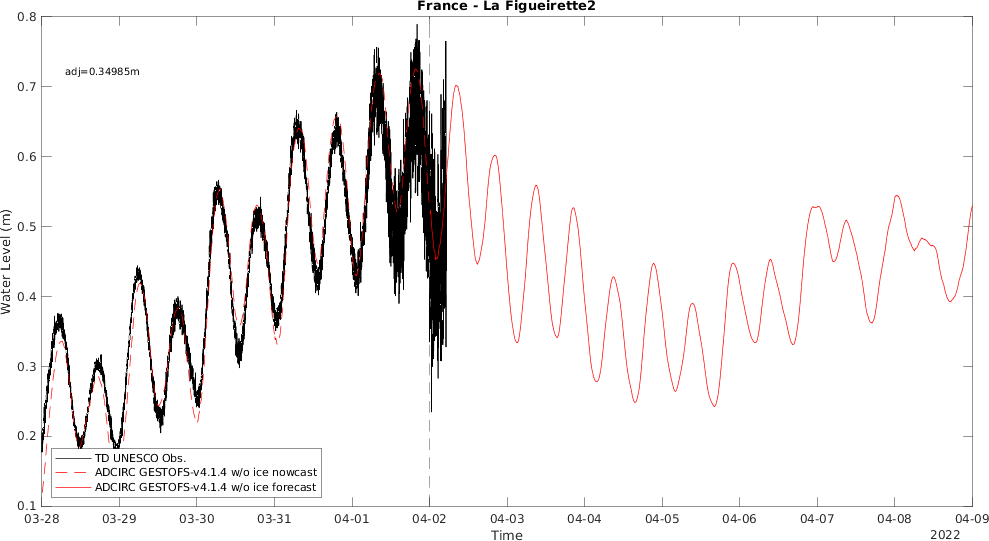 France - La Figueirette2
0.8
adj=0.34985m
0.7
0.6
0.5
0.4
0.3
0.2
0.1
Water Level (m)
TD UNESCO Obs.
ADCIRC GESTOFS-v4.1.4 w/o ice nowcast
ADCIRC GESTOFS-v4.1.4 w/o ice forecast
03-28 03-29 03-30 03-31 04-01 04-02 04-03 04-04 04-05 04-06 04-07 04-08 04-09
Time
2022